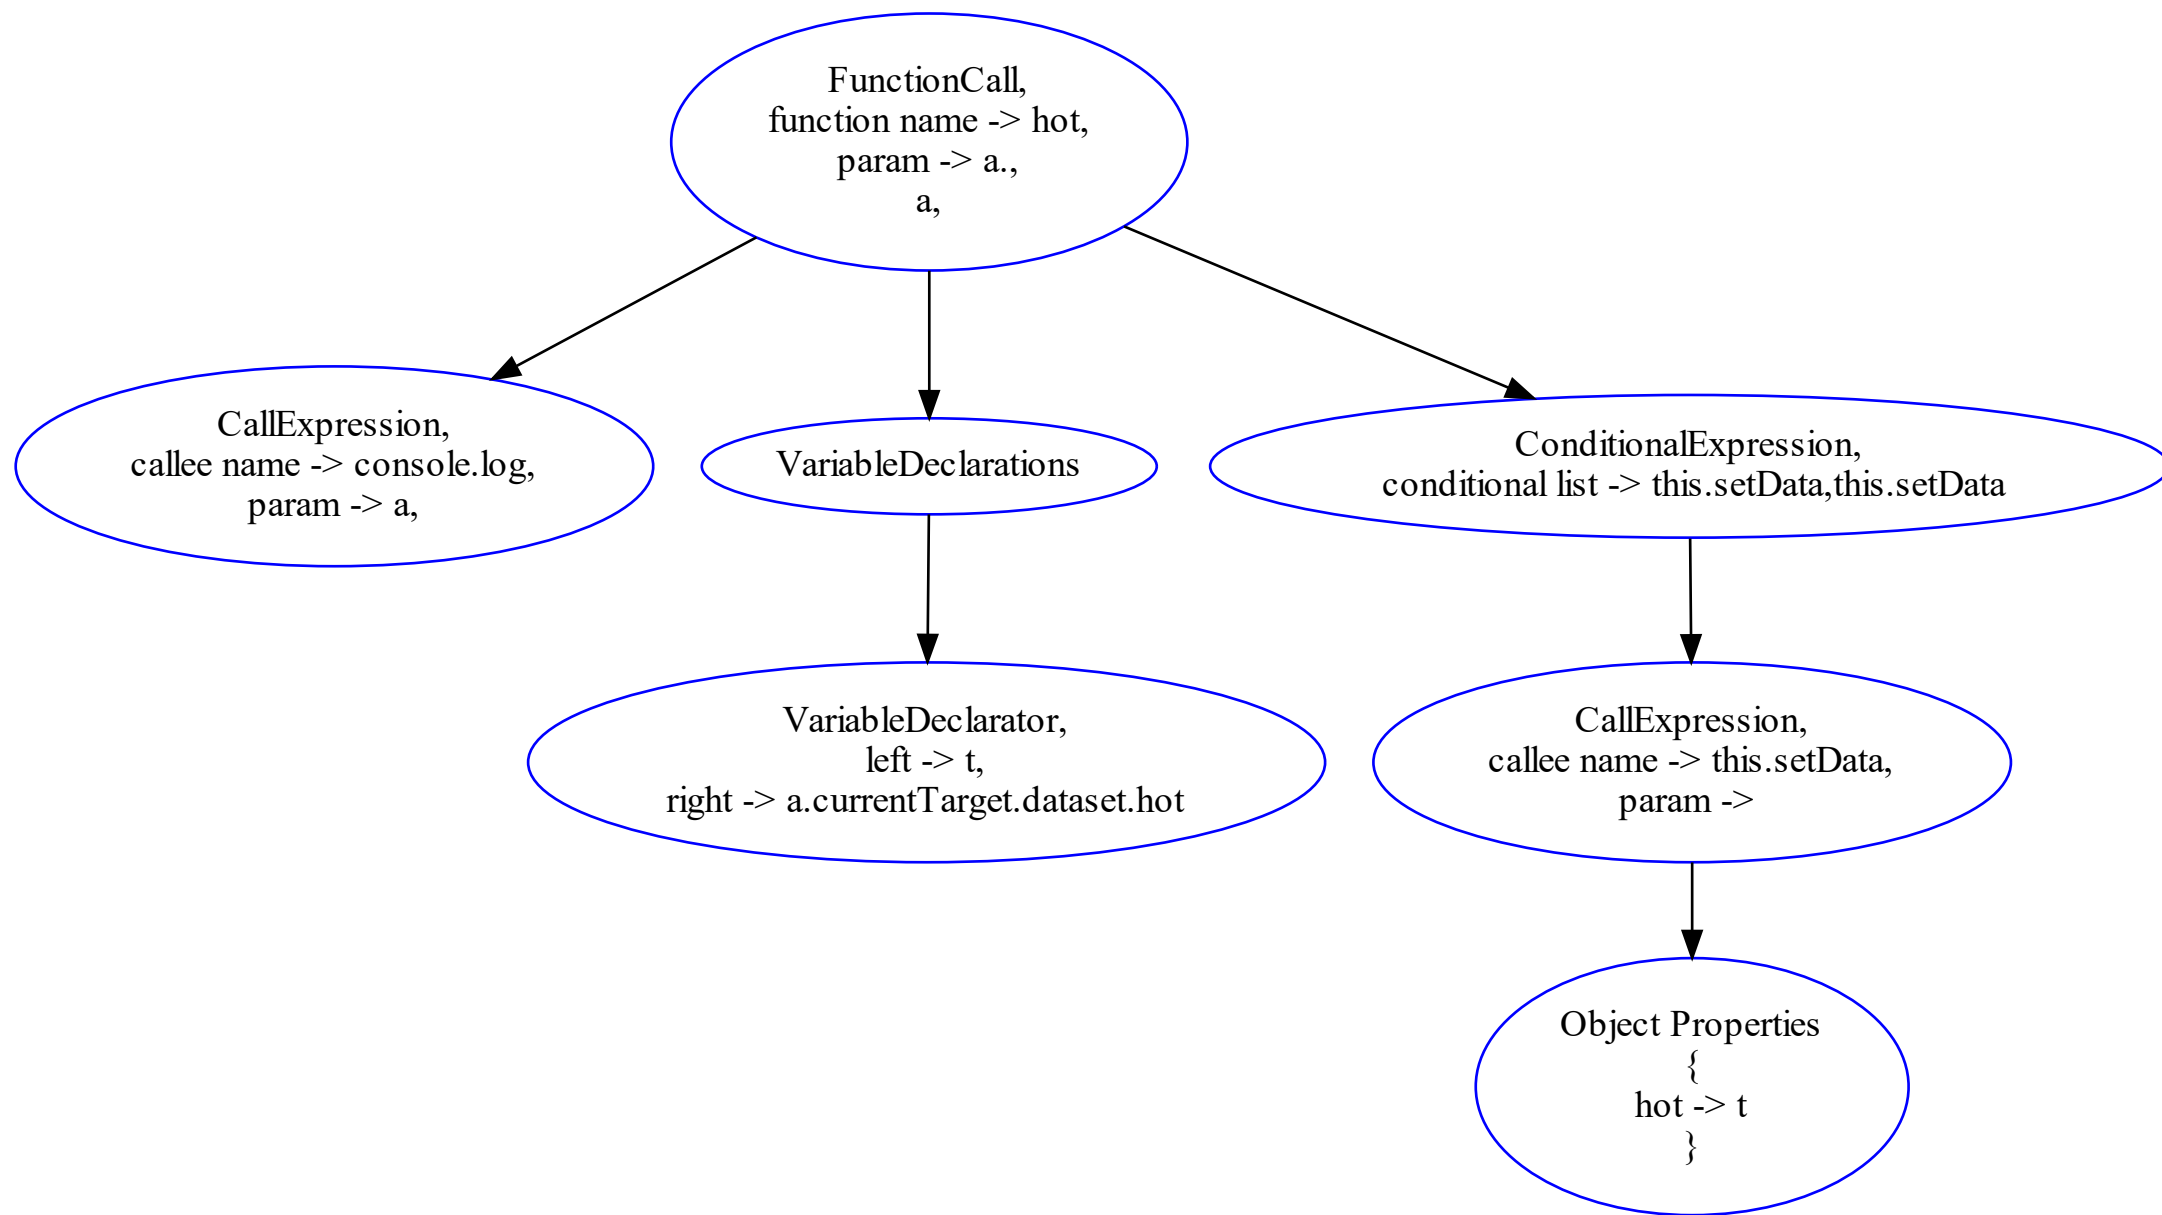 FunctionCall,
function name -> hot,
param -> a.,
a,
CallExpression,
callee name -> console.log,
param -> a,
VariableDeclarations
ConditionalExpression,
conditional list -> this.setData,this.setData
VariableDeclarator,
left -> t,
right -> a.currentTarget.dataset.hot
CallExpression,
callee name -> this.setData,
param ->
Object Properties
{
hot -> t
}